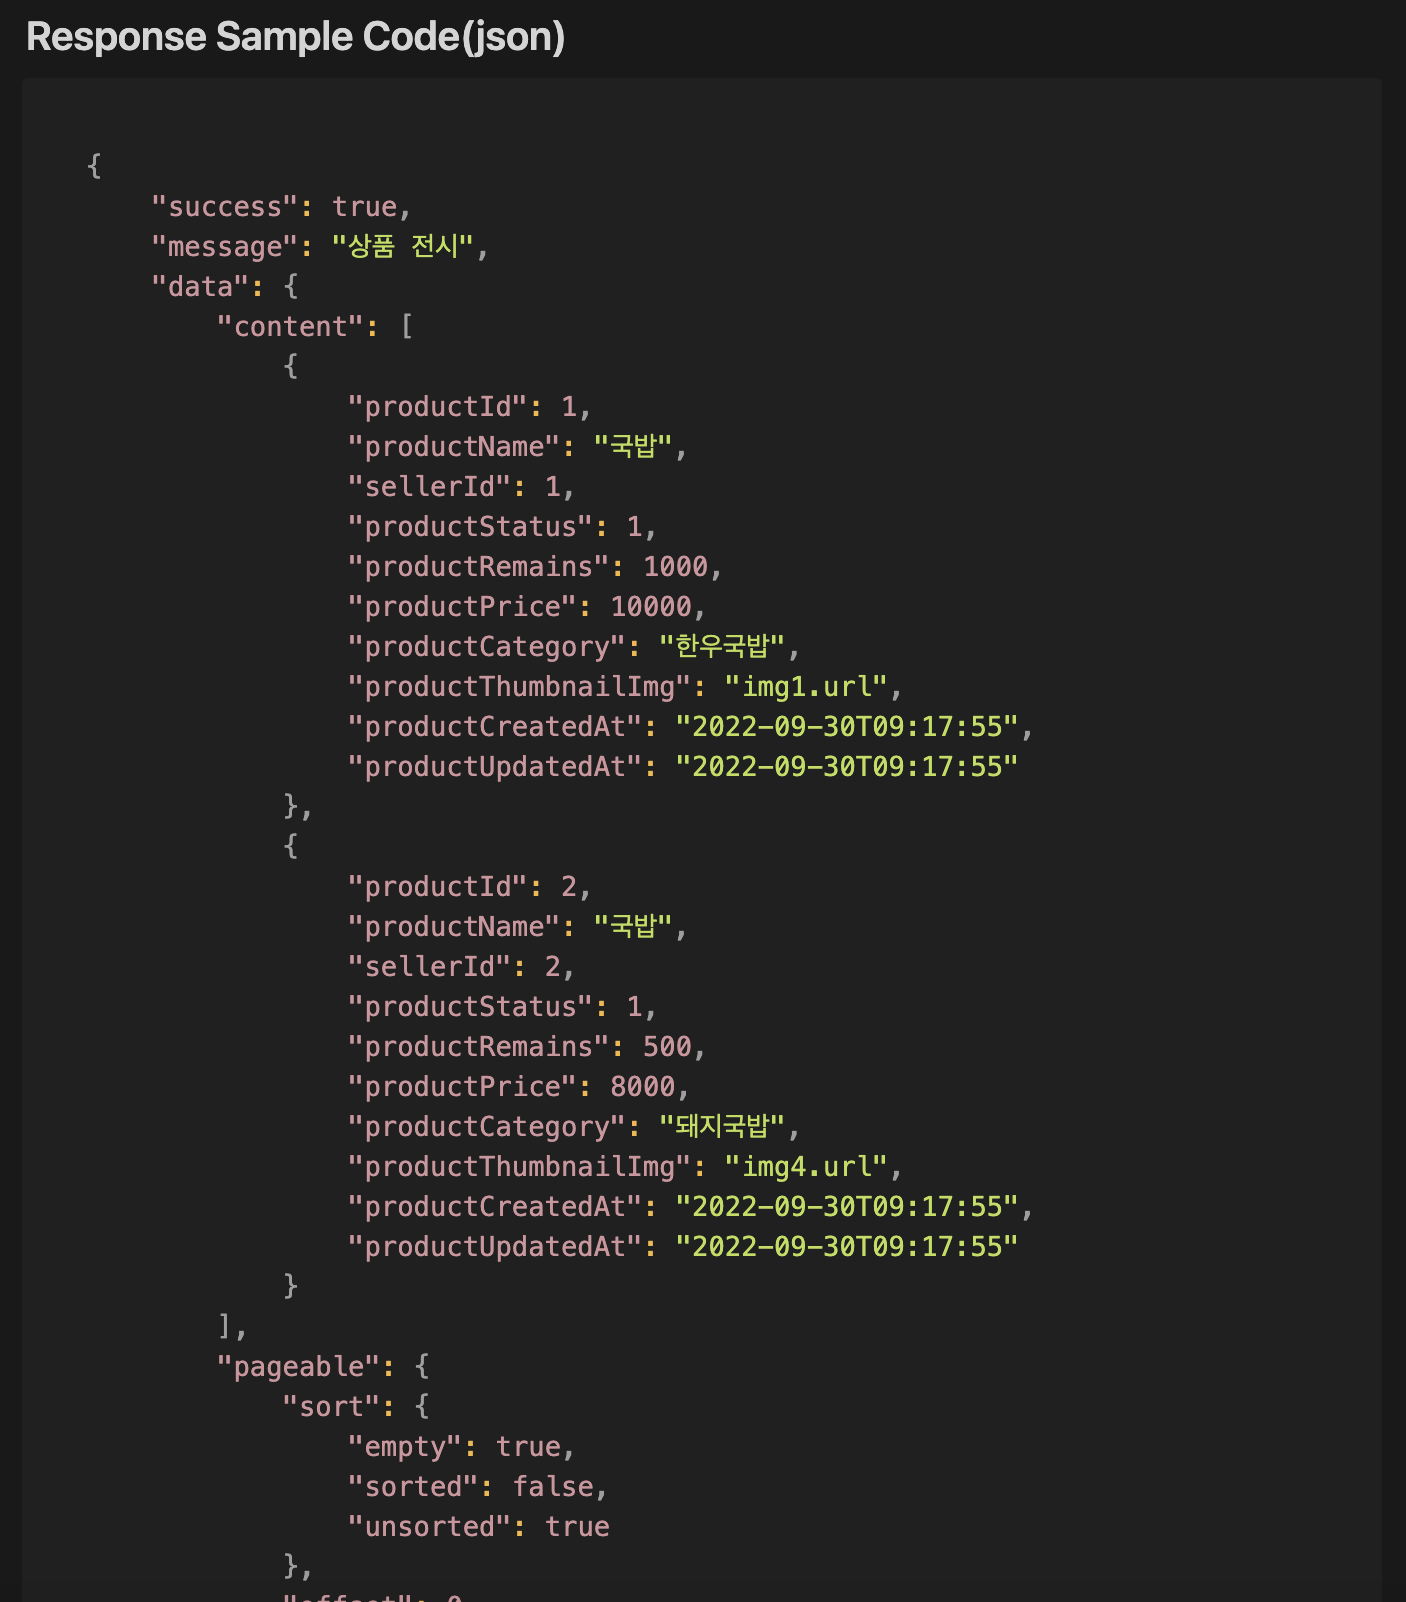 Response Sample Code(json)
{
"success": true,
"message": "상품 전시",
"data": {
"content": [
{
"productId": 1,
"productName": "국밥",
"sellerId": 1,
"productStatus": 1,
"productRemains": 1000,
"productPrice": 10000,
"productCategory": "한우국밥",
"productThumbnailImg": "img1.url",
"productCreatedAt": "2022-09-30T09:17:55",
"productUpdatedAt": "2022-09-30T09:17:55"
},
{
"productId": 2,
"productName": "국밥",
"sellerId": 2,
"productStatus": 1,
"productRemains": 500,
"productPrice": 8000,
"productCategory": "돼지국밥",
"productThumbnailImg": "img4.url",
"productCreatedAt": "2022-09-30T09:17:55",
"productUpdatedAt": "2022-09-30T09:17:55"
}
],
"pageable": {
"sort": {
"empty": true,
"sorted": false,
"unsorted": true
},